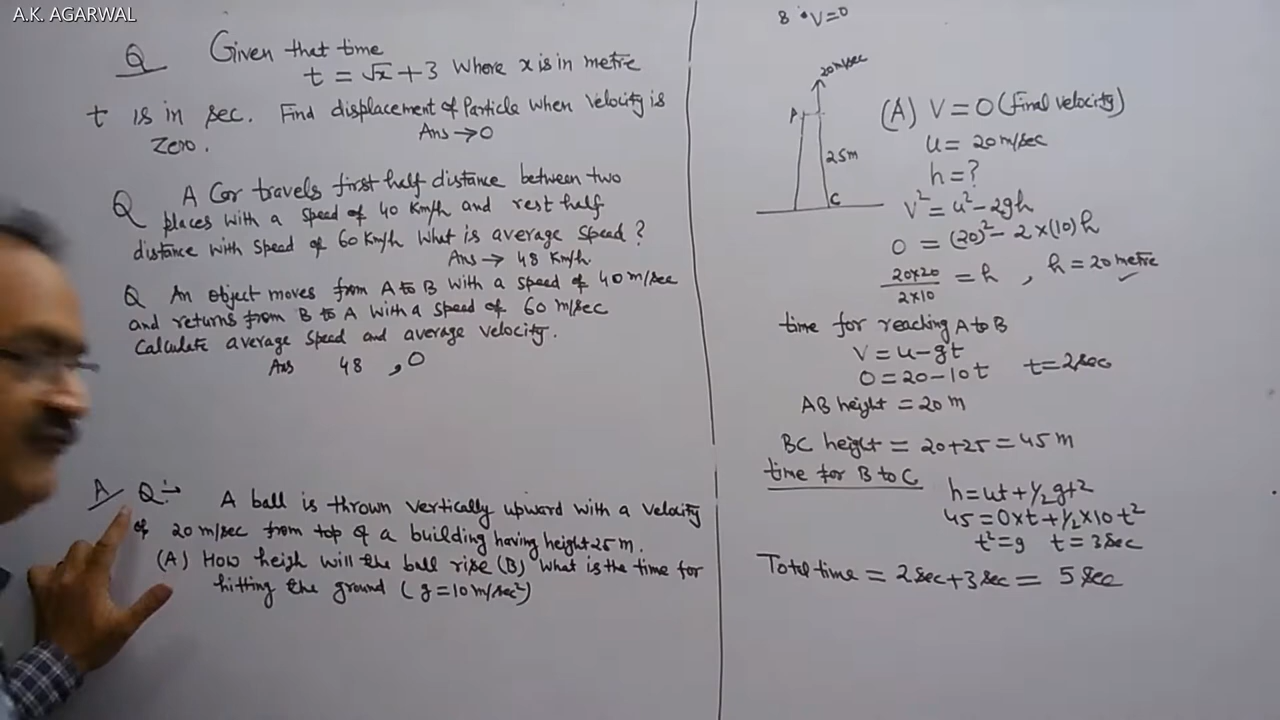 A.K. AGARWAL
Q Given that time
t = √x + 3 where x is in metre
t is in sec. Find displacement of Particle when velocity is
Zero. Ans → 0
Q A Car travels first half distance between two
places with a speed of 40 Km/h and rest half
distance with speed of 60 Km/h what is average speed?
Ans → 48 Km/h
Q An object moves from A to B with a speed of 40 m/sec
and returns from B to A with a speed of 60 m/sec
Calculate average speed and average velocity.
Ans 48 , 0
A Q:→ A ball is thrown vertically upward with a velocity
of 20 m/sec from top of a building having height 25 m.
(A) How heigh will the ball rise (B) What is the time for
hitting the ground (g=10 m/sec²)
8 V=0
20 m/sec
A
25m
C
(A) V=0 (final velocity)
u = 20 m/sec
h = ?
v² = u² - 2gh
0 = (20)² - 2×(10)h
20×20/2×10 = h , h = 20 metre
time for reaching A to B
V = u - gt
0 = 20 - 10t t = 2sec
AB height = 20 m
BC height = 20+25 = 45 m
time for B to C
h = ut + 1/2 gt²
45 = 0×t + 1/2×10 t²
t² = 9 t = 3 sec
Total time = 2 sec + 3 sec = 5 sec